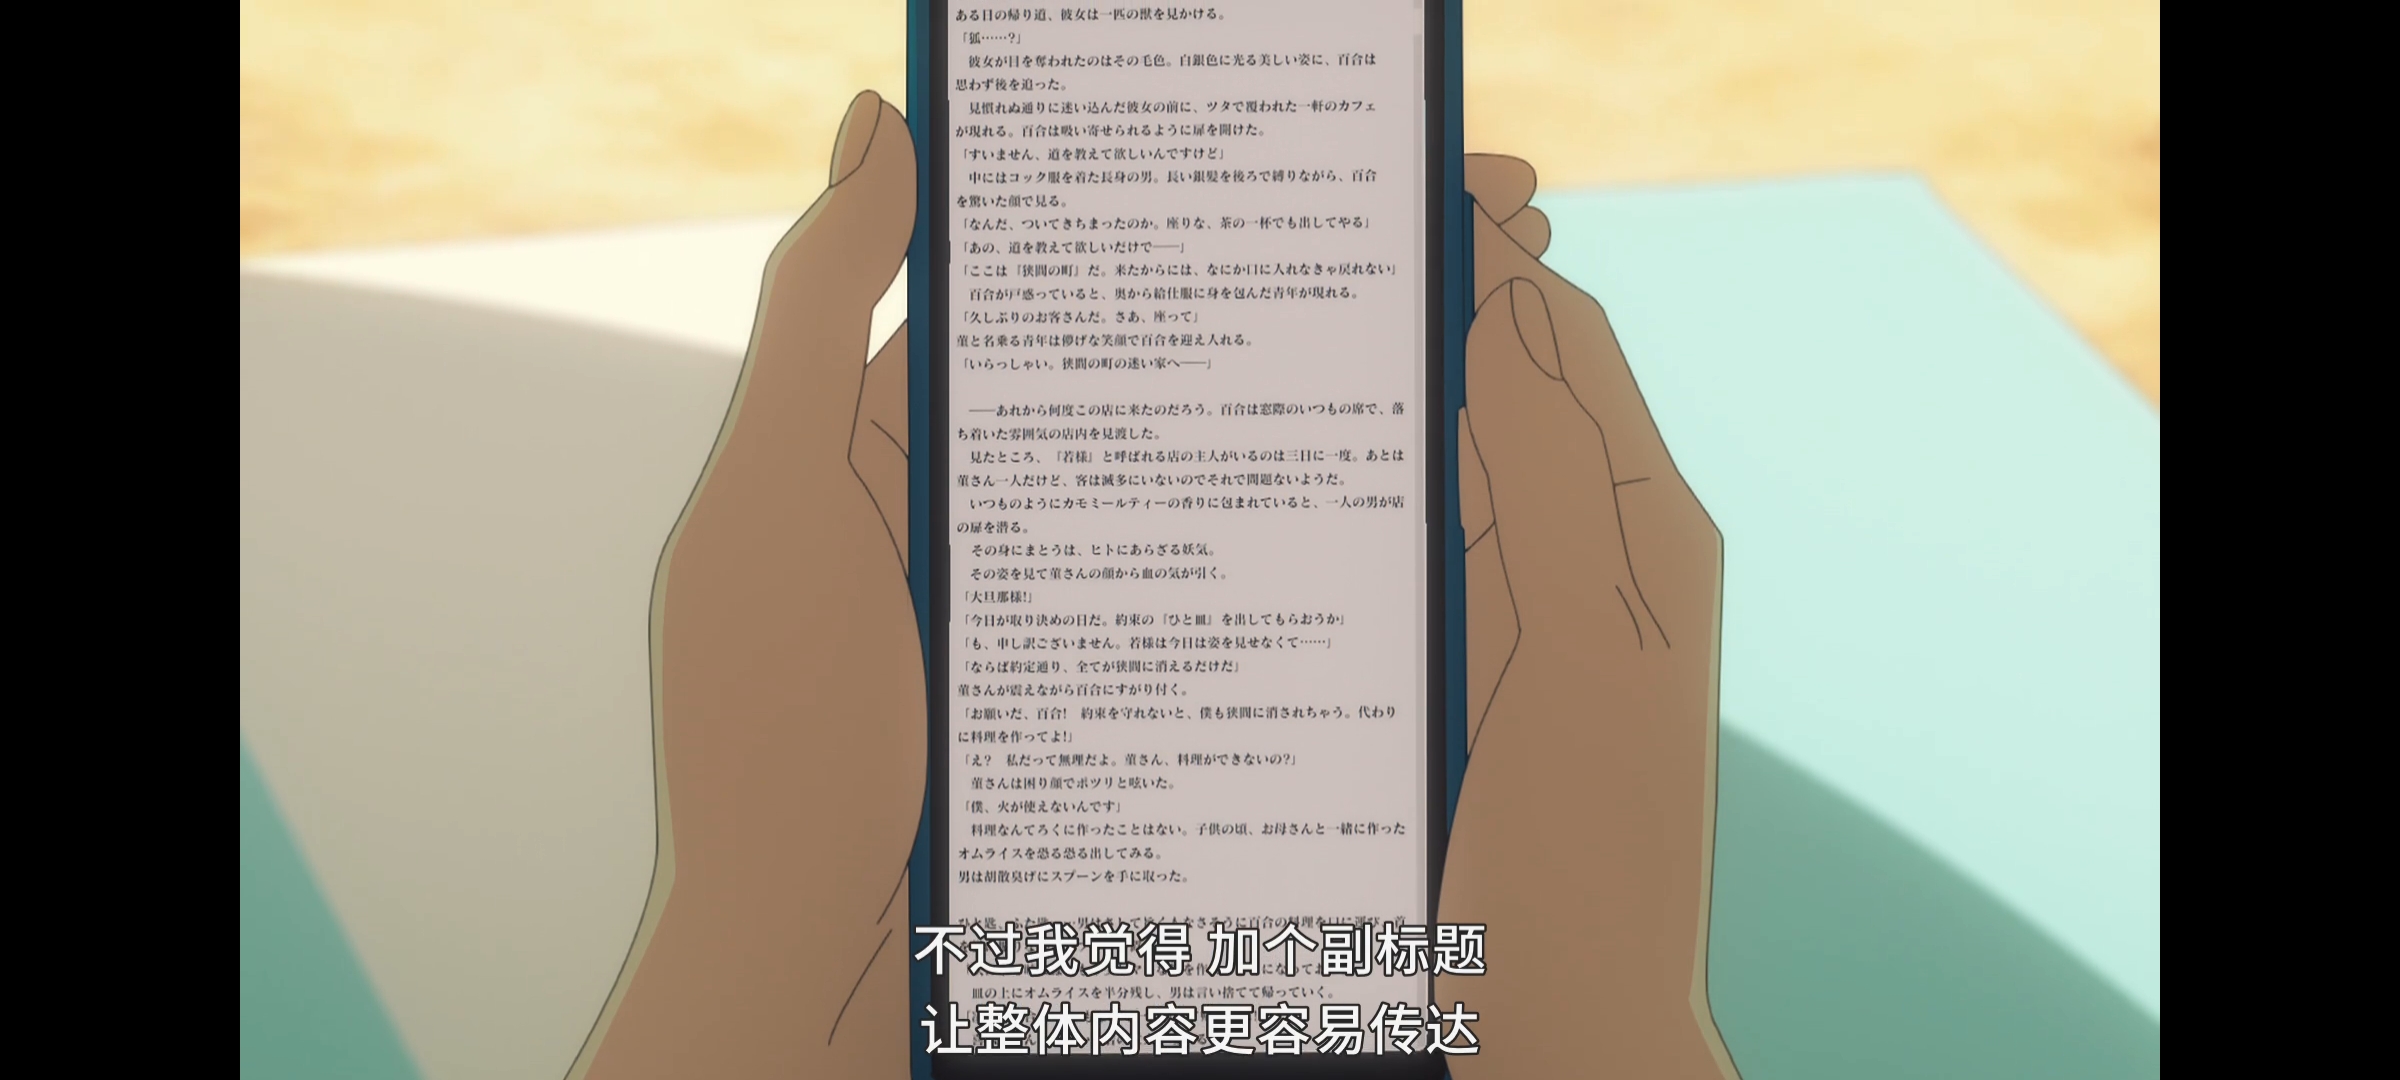 ある日の帰り道、彼女は一匹の獣を見かける。
「狐……?」
彼女が目を奪われたのはその毛色。白銀色に光る美しい姿に、百合は
思わず後を追った。
見慣れぬ通りに迷い込んだ彼女の前に、ツタで覆われた一軒のカフェ
が現れる。百合は吸い寄せられるように扉を開けた。
「すいません、道を教えて欲しいんですけど」
中にはコック服を着た長身の男。長い銀髪を後ろで縛りながら、百合
を驚いた顔で見る。
「なんだ、ついてきちまったのか。座りな、茶の一杯でも出してやる」
「あの、道を教えて欲しいだけで──」
「ここは『狭間の町』だ。来たからには、なにか口に入れなきゃ戻れない」
百合が戸惑っていると、奥から給仕服に身を包んだ青年が現れる。
「久しぶりのお客さんだ。さあ、座って」
菫と名乗る青年は儚げな笑顔で百合を迎え入れる。
「いらっしゃい。狭間の町の迷い家へ──」
──あれから何度この店に来たのだろう。百合は窓際のいつもの席で、落
ち着いた雰囲気の店内を見渡した。
見たところ、『若様』と呼ばれる店の主人がいるのは三日に一度。あとは
菫さん一人だけど、客は滅多にいないのでそれで問題ないようだ。
いつものようにカモミールティーの香りに包まれていると、一人の男が店
の扉を潜る。
その身にまとうは、ヒトにあらざる妖気。
その姿を見て菫さんの顔から血の気が引く。
「大旦那様!」
「今日が取り決めの日だ。約束の『ひと皿』を出してもらおうか」
「も、申し訳ございません。若様は今日は姿を見せなくて……」
「ならば約定通り、全てが狭間に消えるだけだ」
菫さんが震えながら百合にすがり付く。
「お願いだ、百合! 約束を守れないと、僕も狭間に消されちゃう。代わり
に料理を作ってよ!」
「え? 私だって無理だよ。菫さん、料理ができないの?」
菫さんは困り顔でポツリと呟いた。
「僕、火が使えないんです」
料理なんてろくに作ったことはない。子供の頃、お母さんと一緒に作った
オムライスを恐る恐る出してみる。
男は胡散臭げにスプーンを手に取った。
皿の上にオムライスを半分残し、男は言い捨てて帰っていく。
不过我觉得 加个副标题
让整体内容更容易传达